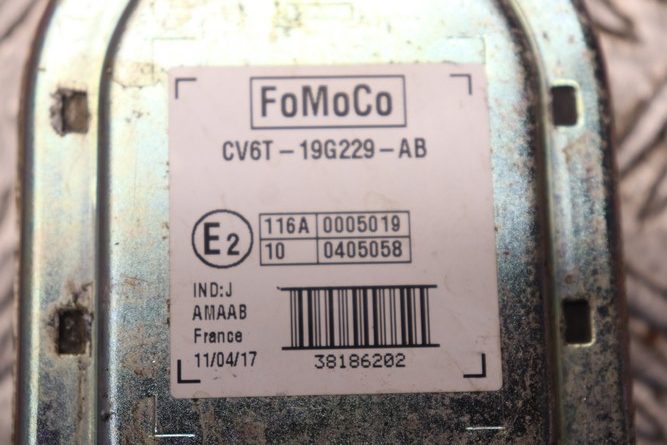 FoMoCo
CV6T-19G229-AB
E2
116A 0005019
10 0405058
IND:J
AMAAB
France
11/04/17
38186202